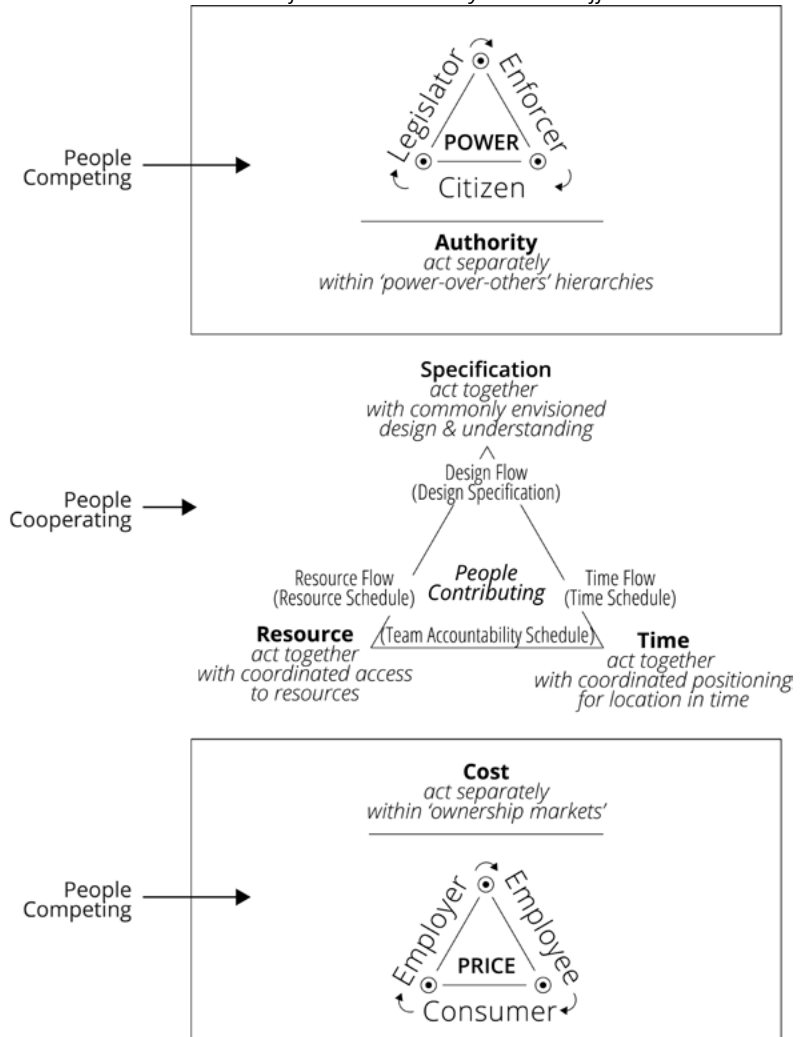 Legislator
Enforcer
POWER
Citizen
People
Competing
Authority
act separately
within ‘power-over-others’ hierarchies
Specification
act together
with commonly envisioned
design & understanding
Design Flow
(Design Specification)
People
Cooperating
Resource Flow
(Resource Schedule)
People
Contributing
Time Flow
(Time Schedule)
(Team Accountability Schedule)
Resource
act together
with coordinated access
to resources
Time
act together
with coordinated positioning
for location in time
Cost
act separately
within ‘ownership markets’
People
Competing
Employer
Employee
PRICE
Consumer